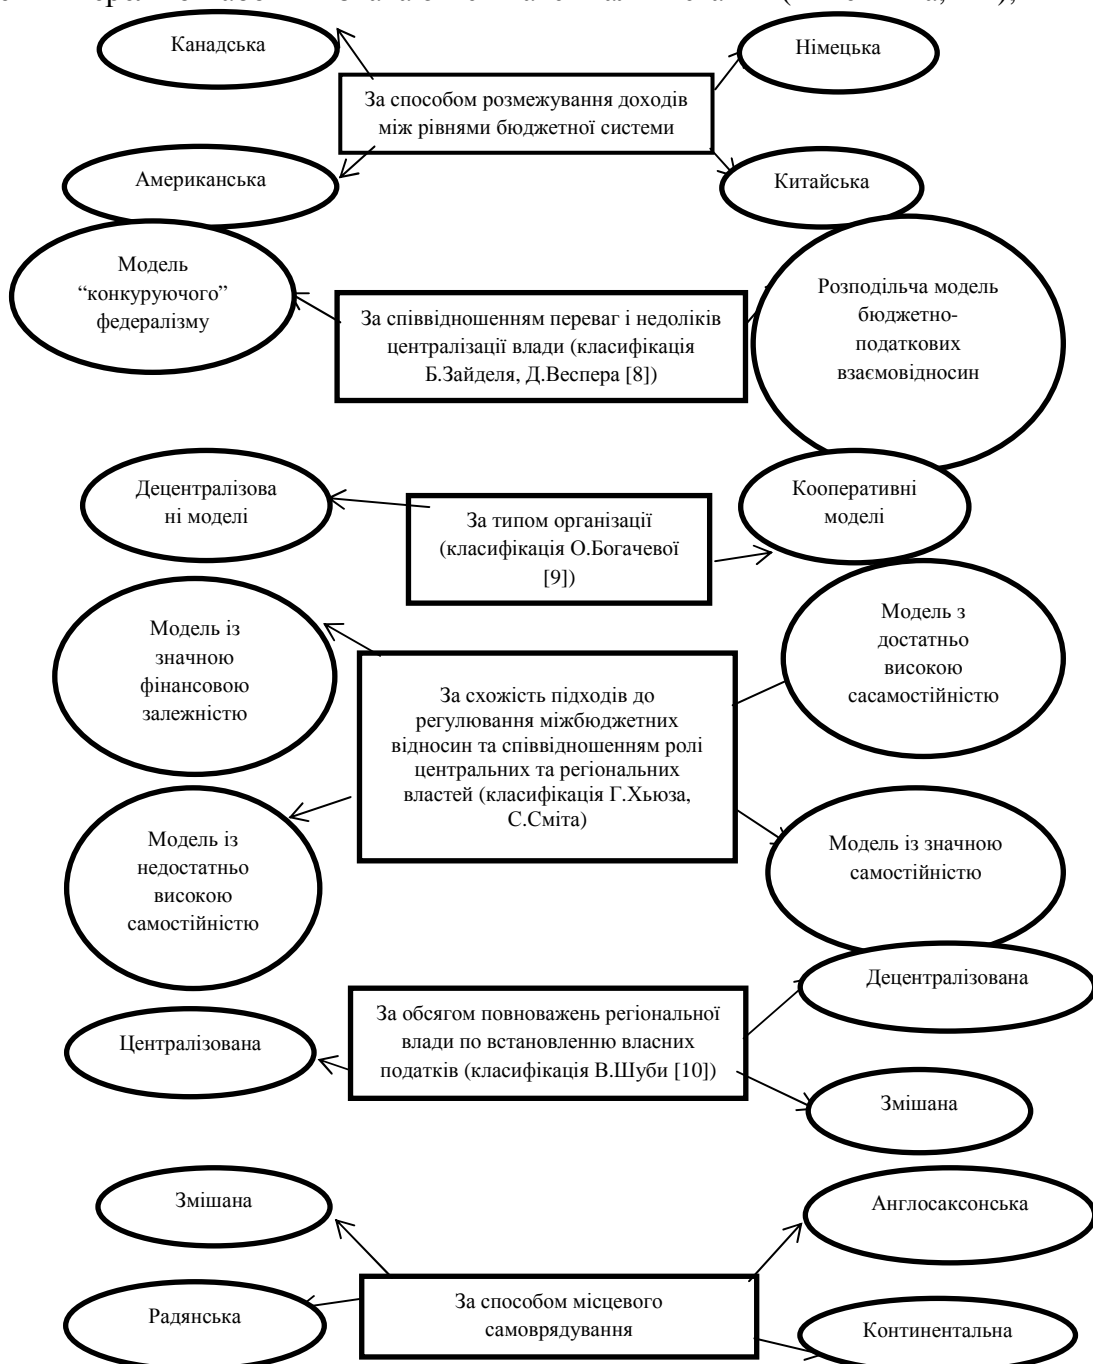 Канадська
Німецька
За способом розмежування доходів
між рівнями бюджетної системи
Американська
Китайська
Модель
“конкуруючого”
федералізму
За співвідношенням переваг і недоліків
централізації влади (класифікація
Б.Зайделя, Д.Веспера [8])
Розподільча модель
бюджетно-
податкових
взаємовідносин
Децентралізова
ні моделі
За типом організації
(класифікація О.Богачевої
[9])
Кооперативні
моделі
Модель із
значною
фінансовою
залежністю
За схожість підходів до
регулювання міжбюджетних
відносин та співвідношенням ролі
центральних та регіональних
властей (класифікація Г.Хьюза,
С.Сміта)
Модель з
достатньо
високою
сасамостійністю
Модель із
недостатньо
високою
самостійністю
Модель із значною
самостійністю
Централізована
За обсягом повноважень регіональної
влади по встановленню власних
податків (класифікація В.Шуби [10])
Децентралізована
Змішана
Змішана
Англосаксонська
Радянська
За способом місцевого
самоврядування
Континентальна